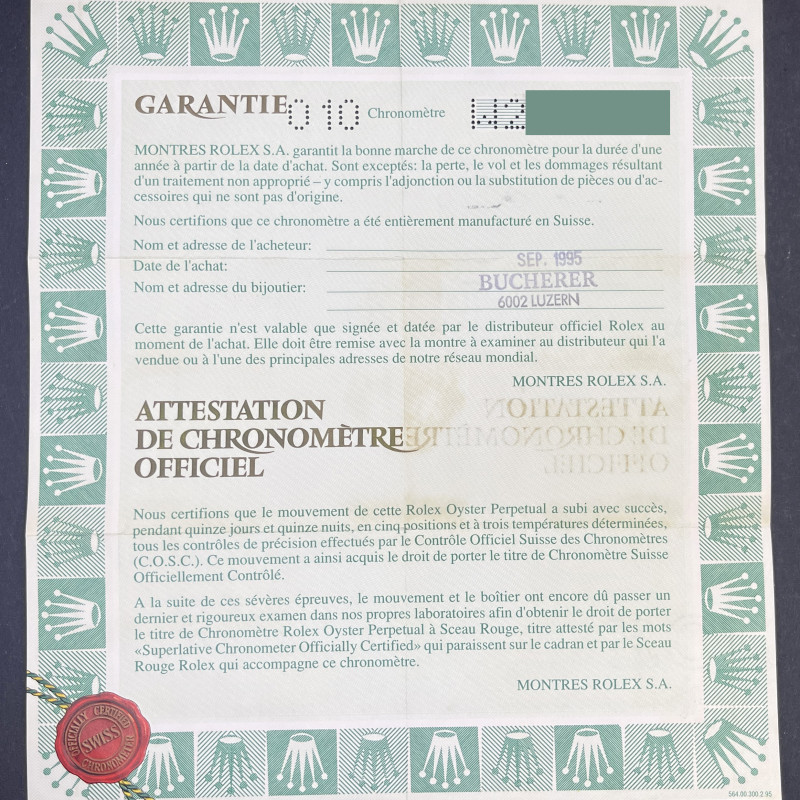 GARANTIE 010 Chronomètre W2
MONTRES ROLEX S.A. garantit la bonne marche de ce chronomètre pour la durée d'une
année à partir de la date d'achat. Sont exceptés: la perte, le vol et les dommages résultant
d'un traitement non approprié – y compris l'adjonction ou la substitution de pièces ou d'ac-
cessoires qui ne sont pas d'origine.
Nous certifions que ce chronomètre a été entièrement manufacturé en Suisse.
Nom et adresse de l'acheteur:
Date de l'achat: SEP. 1995
Nom et adresse du bijoutier: BUCHERER
6002 LUZERN
Cette garantie n'est valable que signée et datée par le distributeur officiel Rolex au
moment de l'achat. Elle doit être remise avec la montre à examiner au distributeur qui l'a
vendue ou à l'une des principales adresses de notre réseau mondial.
MONTRES ROLEX S.A.
ATTESTATION
DE CHRONOMÈTRE
OFFICIEL
Nous certifions que le mouvement de cette Rolex Oyster Perpetual a subi avec succès,
pendant quinze jours et quinze nuits, en cinq positions et à trois températures déterminées,
tous les contrôles de précision effectués par le Contrôle Officiel Suisse des Chronomètres
(C.O.S.C.). Ce mouvement a ainsi acquis le droit de porter le titre de Chronomètre Suisse
Officiellement Contrôlé.
A la suite de ces sévères épreuves, le mouvement et le boîtier ont encore dû passer un
dernier et rigoureux examen dans nos propres laboratoires afin d'obtenir le droit de porter
le titre de Chronomètre Rolex Oyster Perpetual à Sceau Rouge, titre attesté par les mots
«Superlative Chronometer Officially Certified» qui paraissent sur le cadran et par le Sceau
Rouge Rolex qui accompagne ce chronomètre.
MONTRES ROLEX S.A.
OFFICIALLY CERTIFIED
SWISS
CHRONOMETER
564.00.300.2.95